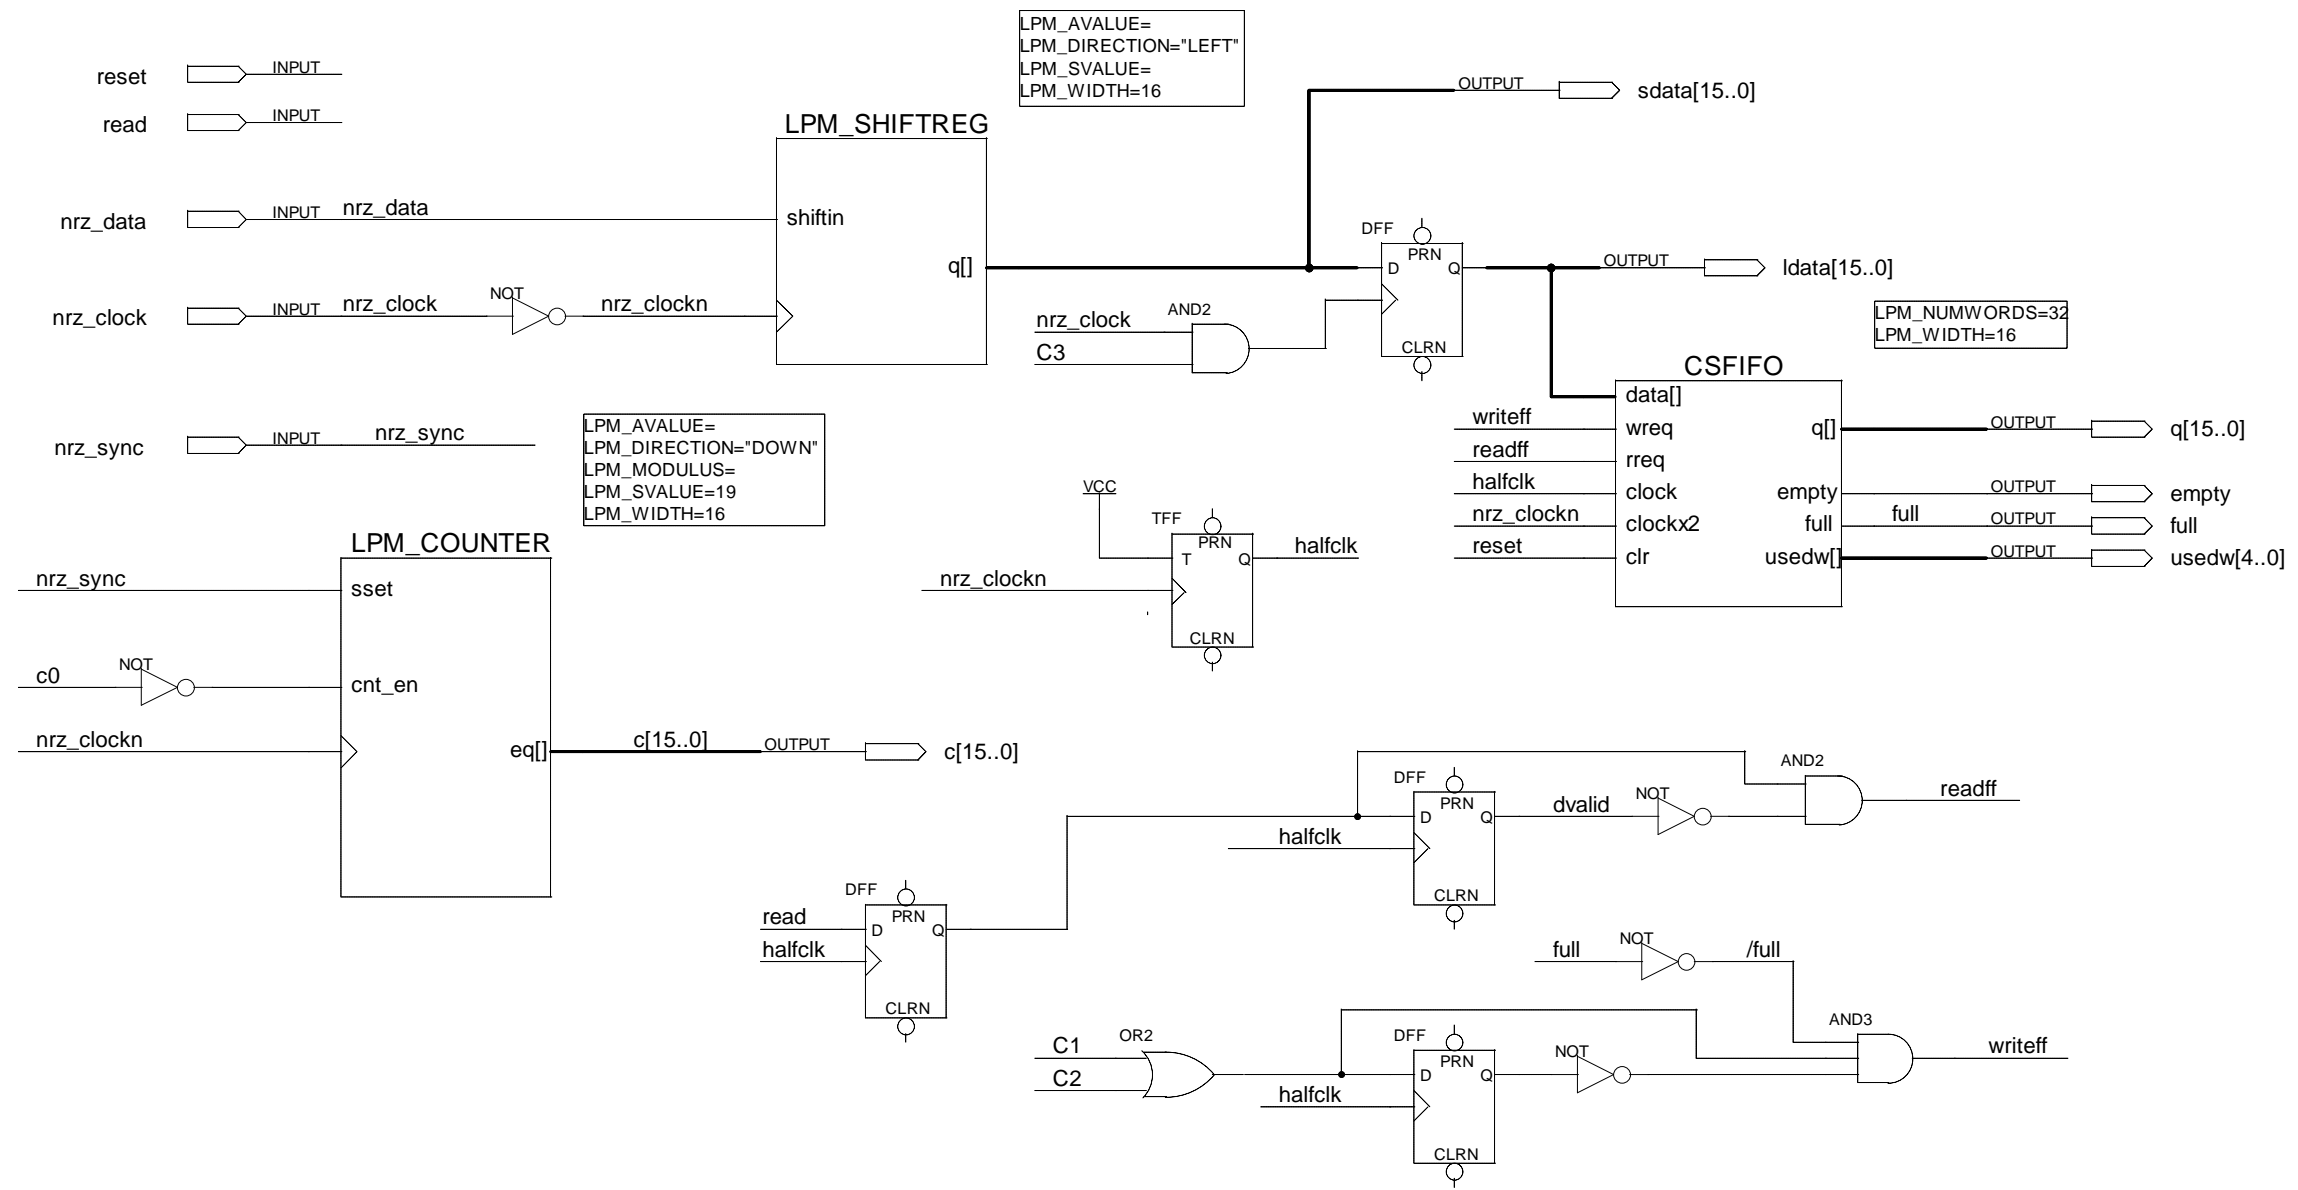 LPM_AVALUE=
LPM_DIRECTION="LEFT"
LPM_SVALUE=
LPM_WIDTH=16
reset INPUT
read INPUT
OUTPUT sdata[15..0]
LPM_SHIFTREG
nrz_data INPUT nrz_data shiftin
q[]
nrz_clock INPUT nrz_clock NOT nrz_clockn
DFF
PRN
D Q
CLRN
OUTPUT ldata[15..0]
AND2
nrz_clock
C3
LPM_NUMWORDS=32
LPM_WIDTH=16
CSFIFO
data[]
writeff wreq q[] OUTPUT q[15..0]
readff rreq
halfclk clock empty OUTPUT empty
nrz_clockn clockx2 full full OUTPUT full
reset clr usedw[] OUTPUT usedw[4..0]
nrz_sync INPUT nrz_sync
LPM_AVALUE=
LPM_DIRECTION="DOWN"
LPM_MODULUS=
LPM_SVALUE=19
LPM_WIDTH=16
LPM_COUNTER
nrz_sync sset
c0 NOT cnt_en
nrz_clockn eq[] c[15..0] OUTPUT c[15..0]
VCC
TFF
PRN
T Q halfclk
nrz_clockn
CLRN
DFF
PRN
D Q dvalid NOT
halfclk
CLRN
AND2
readff
DFF
PRN
read D Q
halfclk
CLRN
full NOT /full
AND3
writeff
C1 OR2
C2
DFF
PRN
D Q NOT
halfclk
CLRN